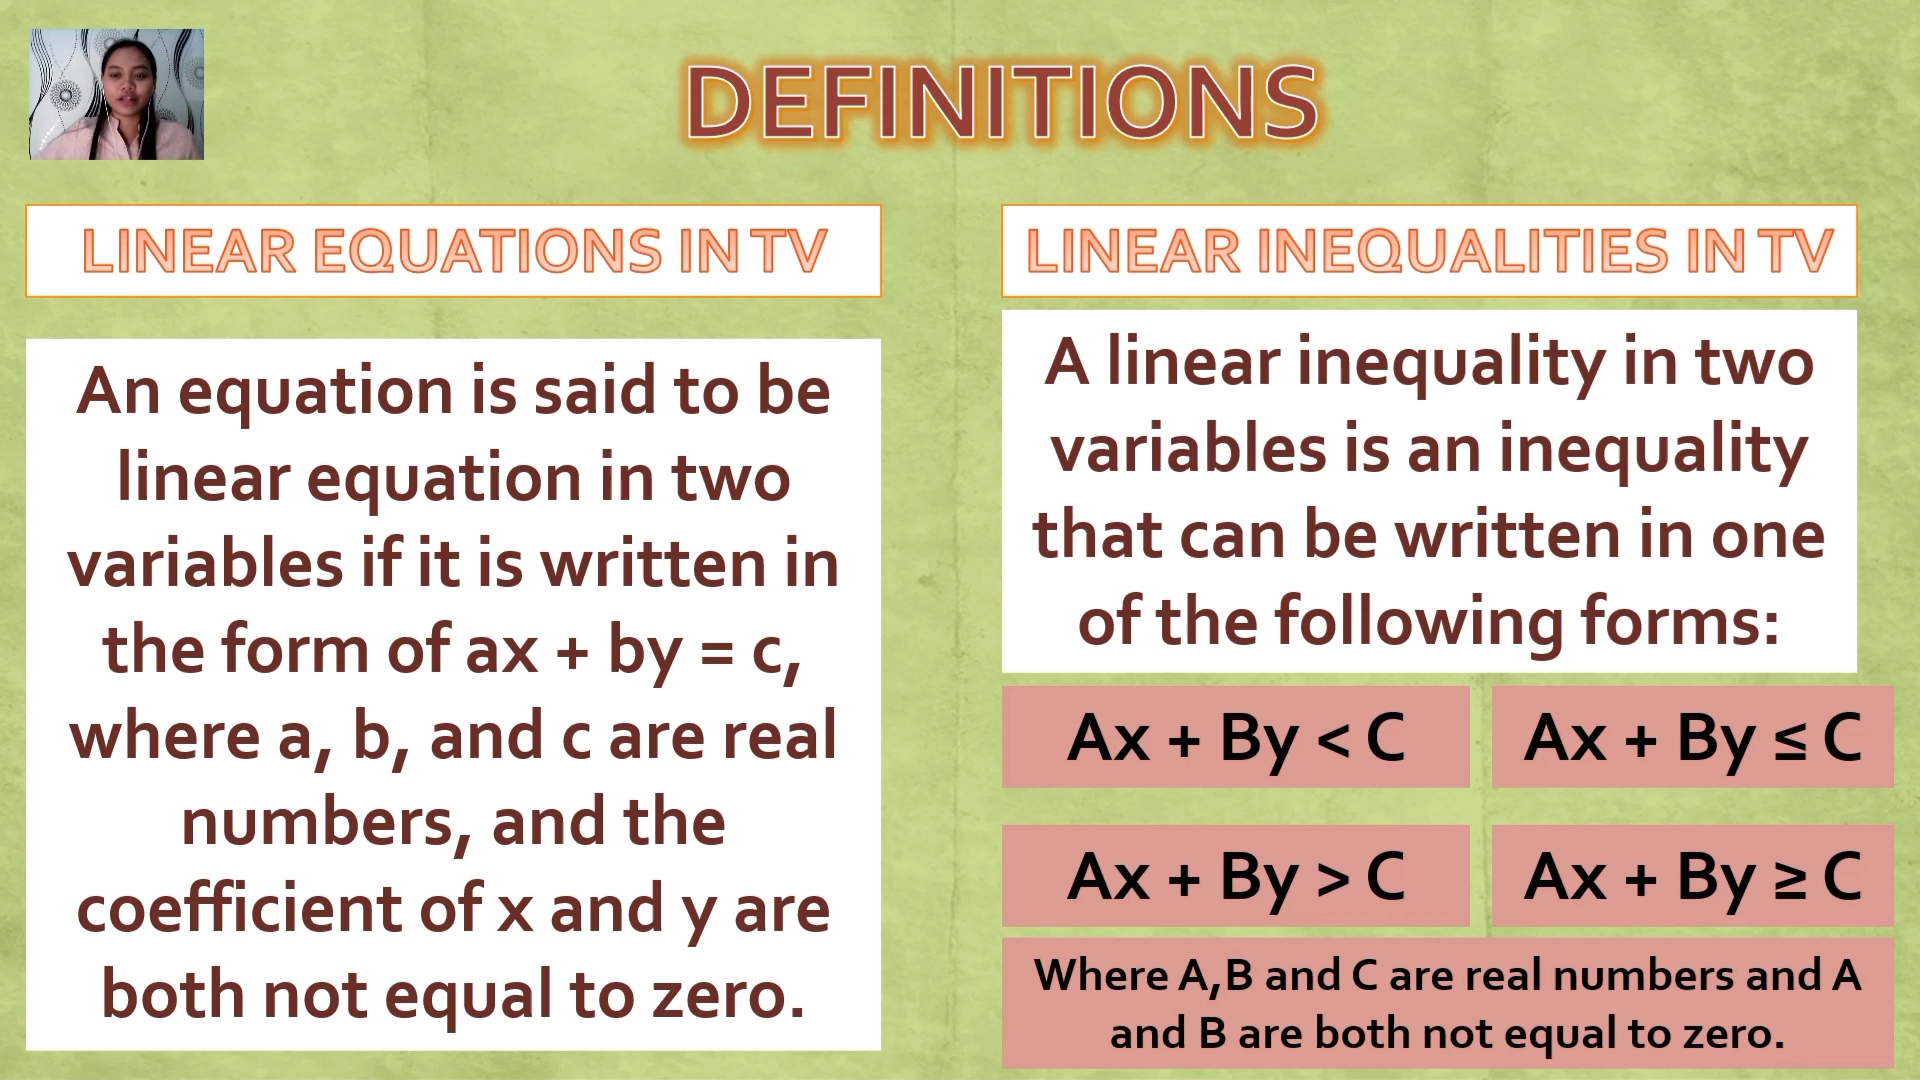 DEFINITIONS
LINEAR EQUATIONS IN TV
An equation is said to be
linear equation in two
variables if it is written in
the form of ax + by = c,
where a, b, and c are real
numbers, and the
coefficient of x and y are
both not equal to zero.
LINEAR INEQUALITIES IN TV
A linear inequality in two
variables is an inequality
that can be written in one
of the following forms:
Ax + By < C
Ax + By ≤ C
Ax + By > C
Ax + By ≥ C
Where A,B and C are real numbers and A
and B are both not equal to zero.